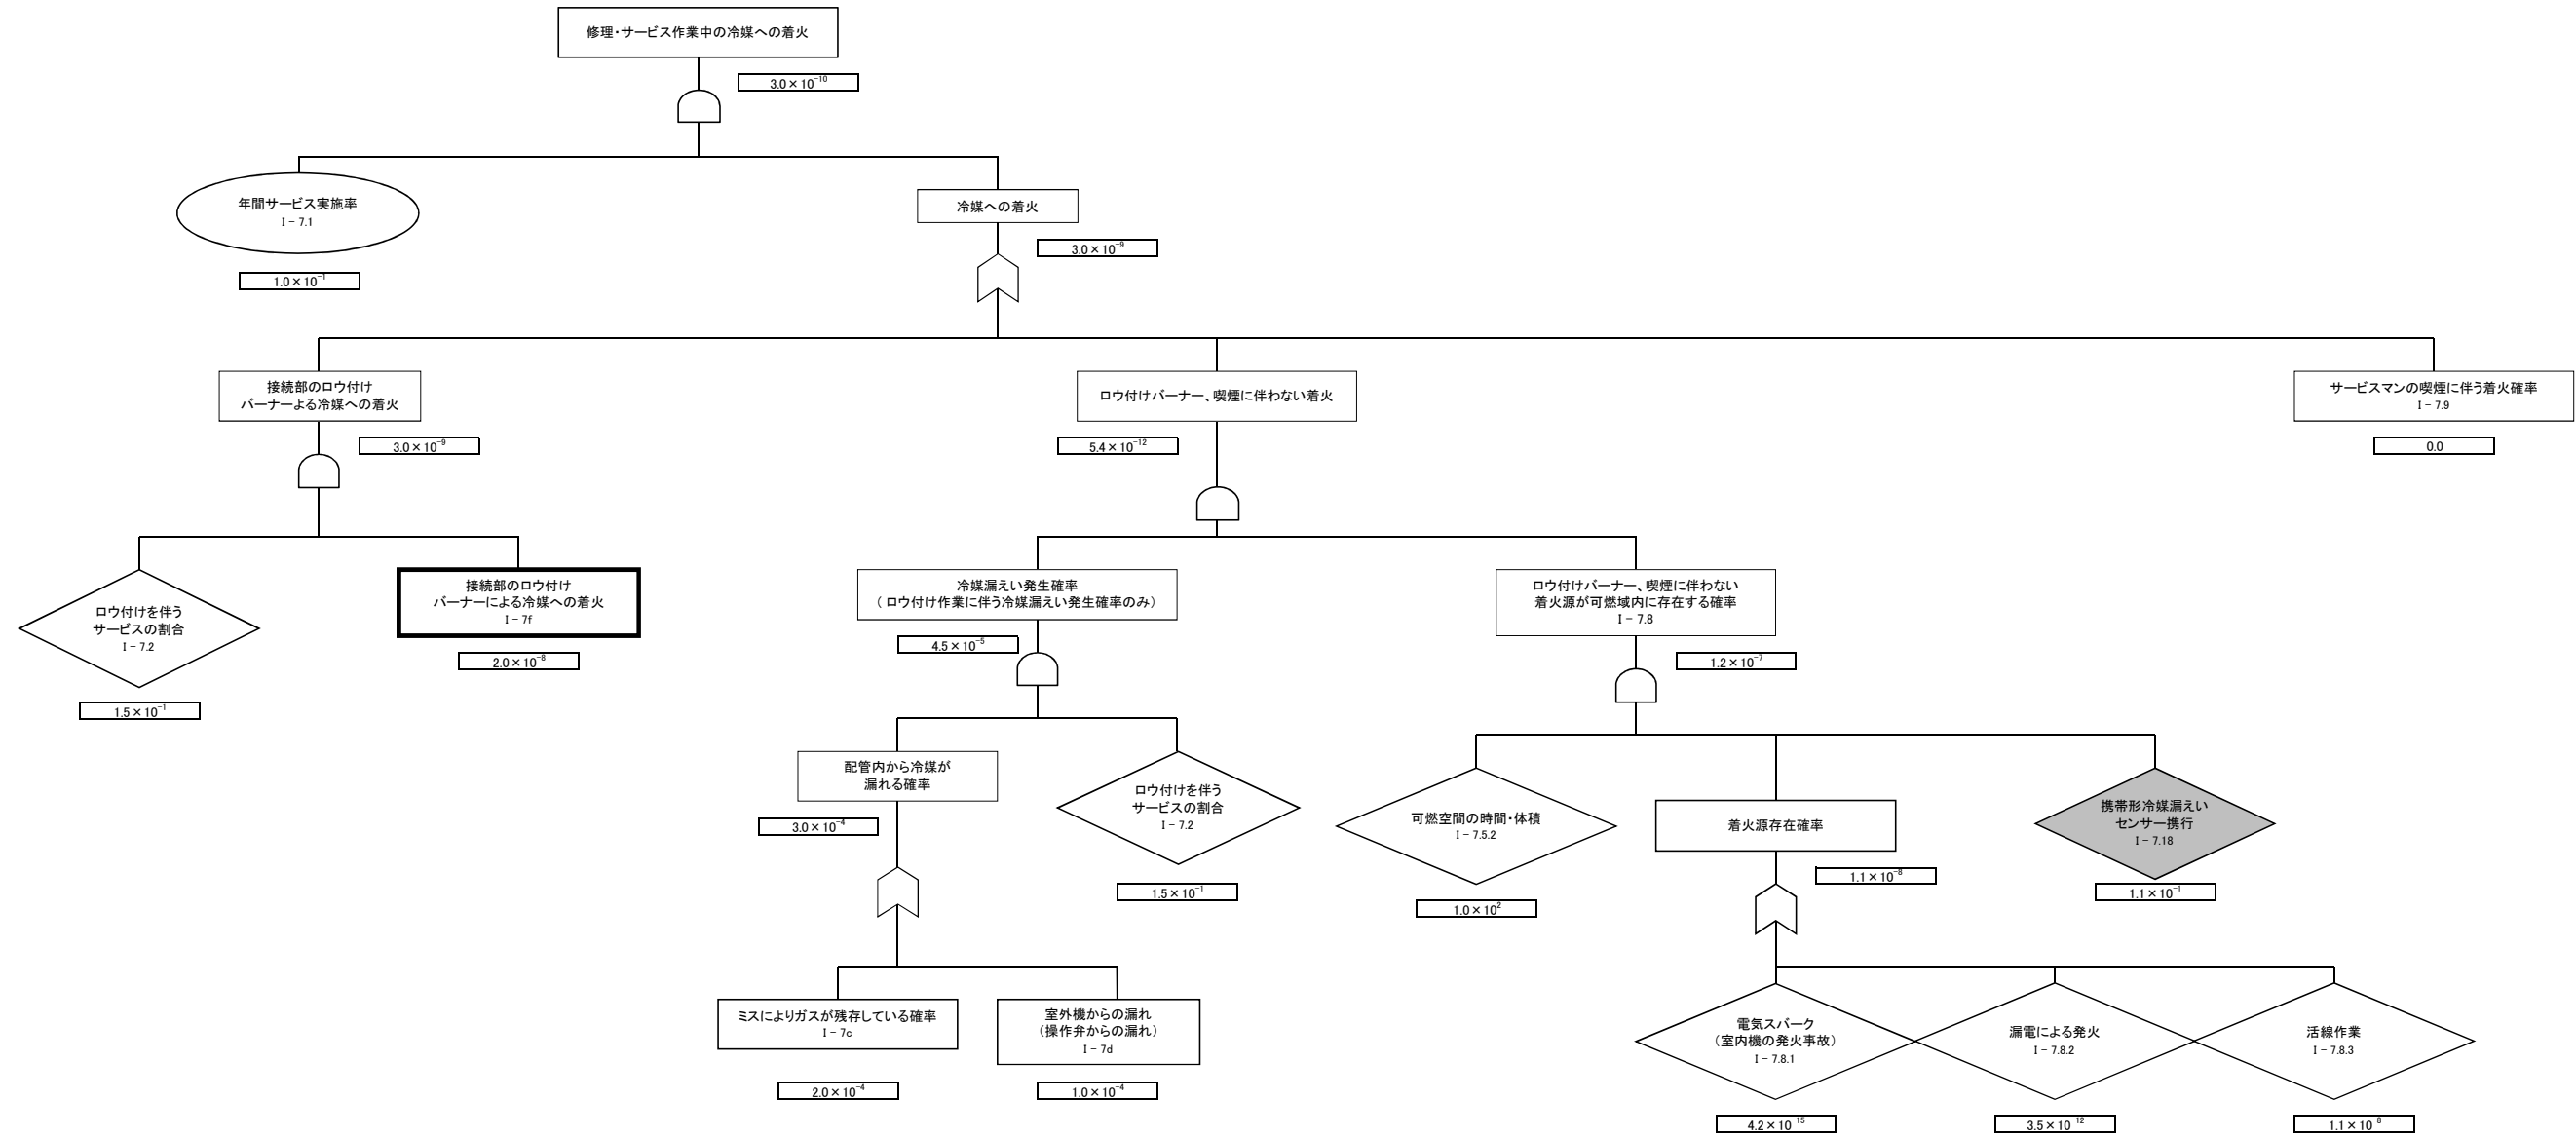 修理・サービス作業中の冷媒への着火
3.0×10⁻¹⁰
年間サービス実施率
I－7.1
1.0×10⁻¹
冷媒への着火
3.0×10⁻⁹
接続部のロウ付け
バーナーよる冷媒への着火
3.0×10⁻⁹
ロウ付けバーナー、喫煙に伴わない着火
5.4×10⁻¹²
サービスマンの喫煙に伴う着火確率
I－7.9
0.0
ロウ付けを伴う
サービスの割合
I－7.2
1.5×10⁻¹
接続部のロウ付け
バーナーによる冷媒への着火
I－7f
2.0×10⁻⁸
冷媒漏えい発生確率
（ロウ付け作業に伴う冷媒漏えい発生確率のみ）
4.5×10⁻⁵
ロウ付けバーナー、喫煙に伴わない
着火源が可燃域内に存在する確率
I－7.8
1.2×10⁻⁷
配管内から冷媒が
漏れる確率
3.0×10⁻⁴
ロウ付けを伴う
サービスの割合
I－7.2
1.5×10⁻¹
可燃空間の時間・体積
I－7.5.2
1.0×10²
着火源存在確率
1.1×10⁻⁸
携帯形冷媒漏えい
センサー携行
I－7.18
1.1×10⁻¹
ミスによりガスが残存している確率
I－7c
2.0×10⁻⁴
室外機からの漏れ
（操作弁からの漏れ）
I－7d
1.0×10⁻⁴
電気スパーク
（室内機の発火事故）
I－7.8.1
4.2×10⁻¹⁵
漏電による発火
I－7.8.2
3.5×10⁻¹²
活線作業
I－7.8.3
1.1×10⁻⁸